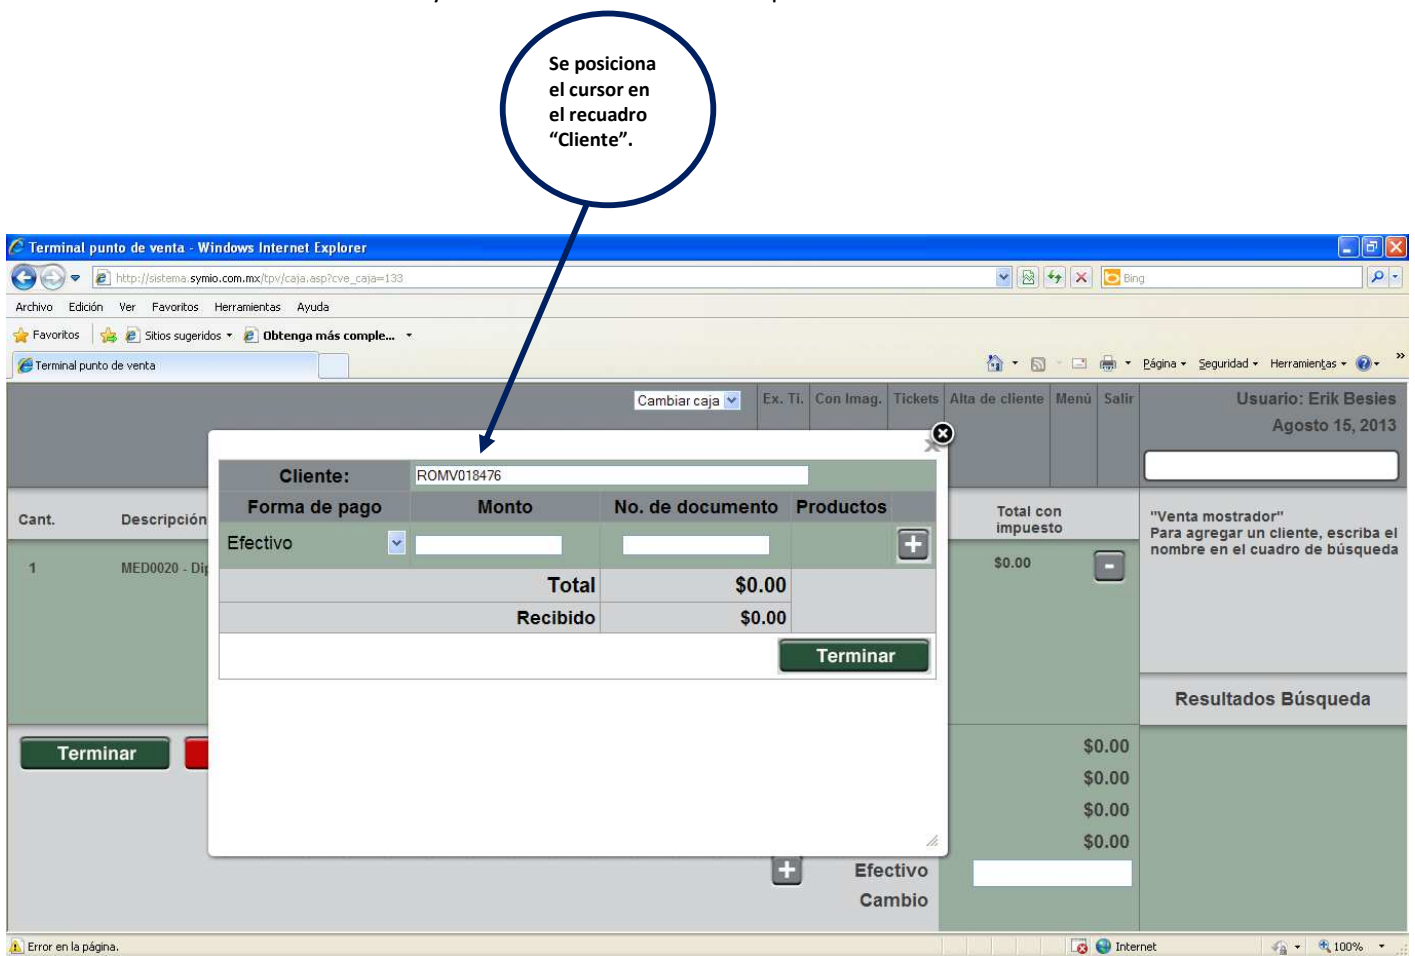 Se posiciona
el cursor en
el recuadro
“Cliente”.
Terminal punto de venta - Windows Internet Explorer
http://sistema.symio.com.mx/tpv/caja.asp?cve_caja=133
Bing
Archivo Edición Ver Favoritos Herramientas Ayuda
Favoritos Sitios sugeridos Obtenga más comple...
Terminal punto de venta
Página Seguridad Herramientas »
Cambiar caja Ex. Ti. Con Imag. Tickets Alta de cliente Menú Salir
Usuario: Erik Besies
Agosto 15, 2013
Cliente: ROMV018476
Forma de pago Monto No. de documento Productos
Efectivo
Total $0.00
Recibido $0.00
Terminar
Cant. Descripción
Total con
impuesto
1 MED0020 - Di
$0.00
"Venta mostrador"
Para agregar un cliente, escriba el
nombre en el cuadro de búsqueda
Resultados Búsqueda
Terminar
$0.00
$0.00
$0.00
$0.00
Efectivo
Cambio
Error en la página.
Internet
100%